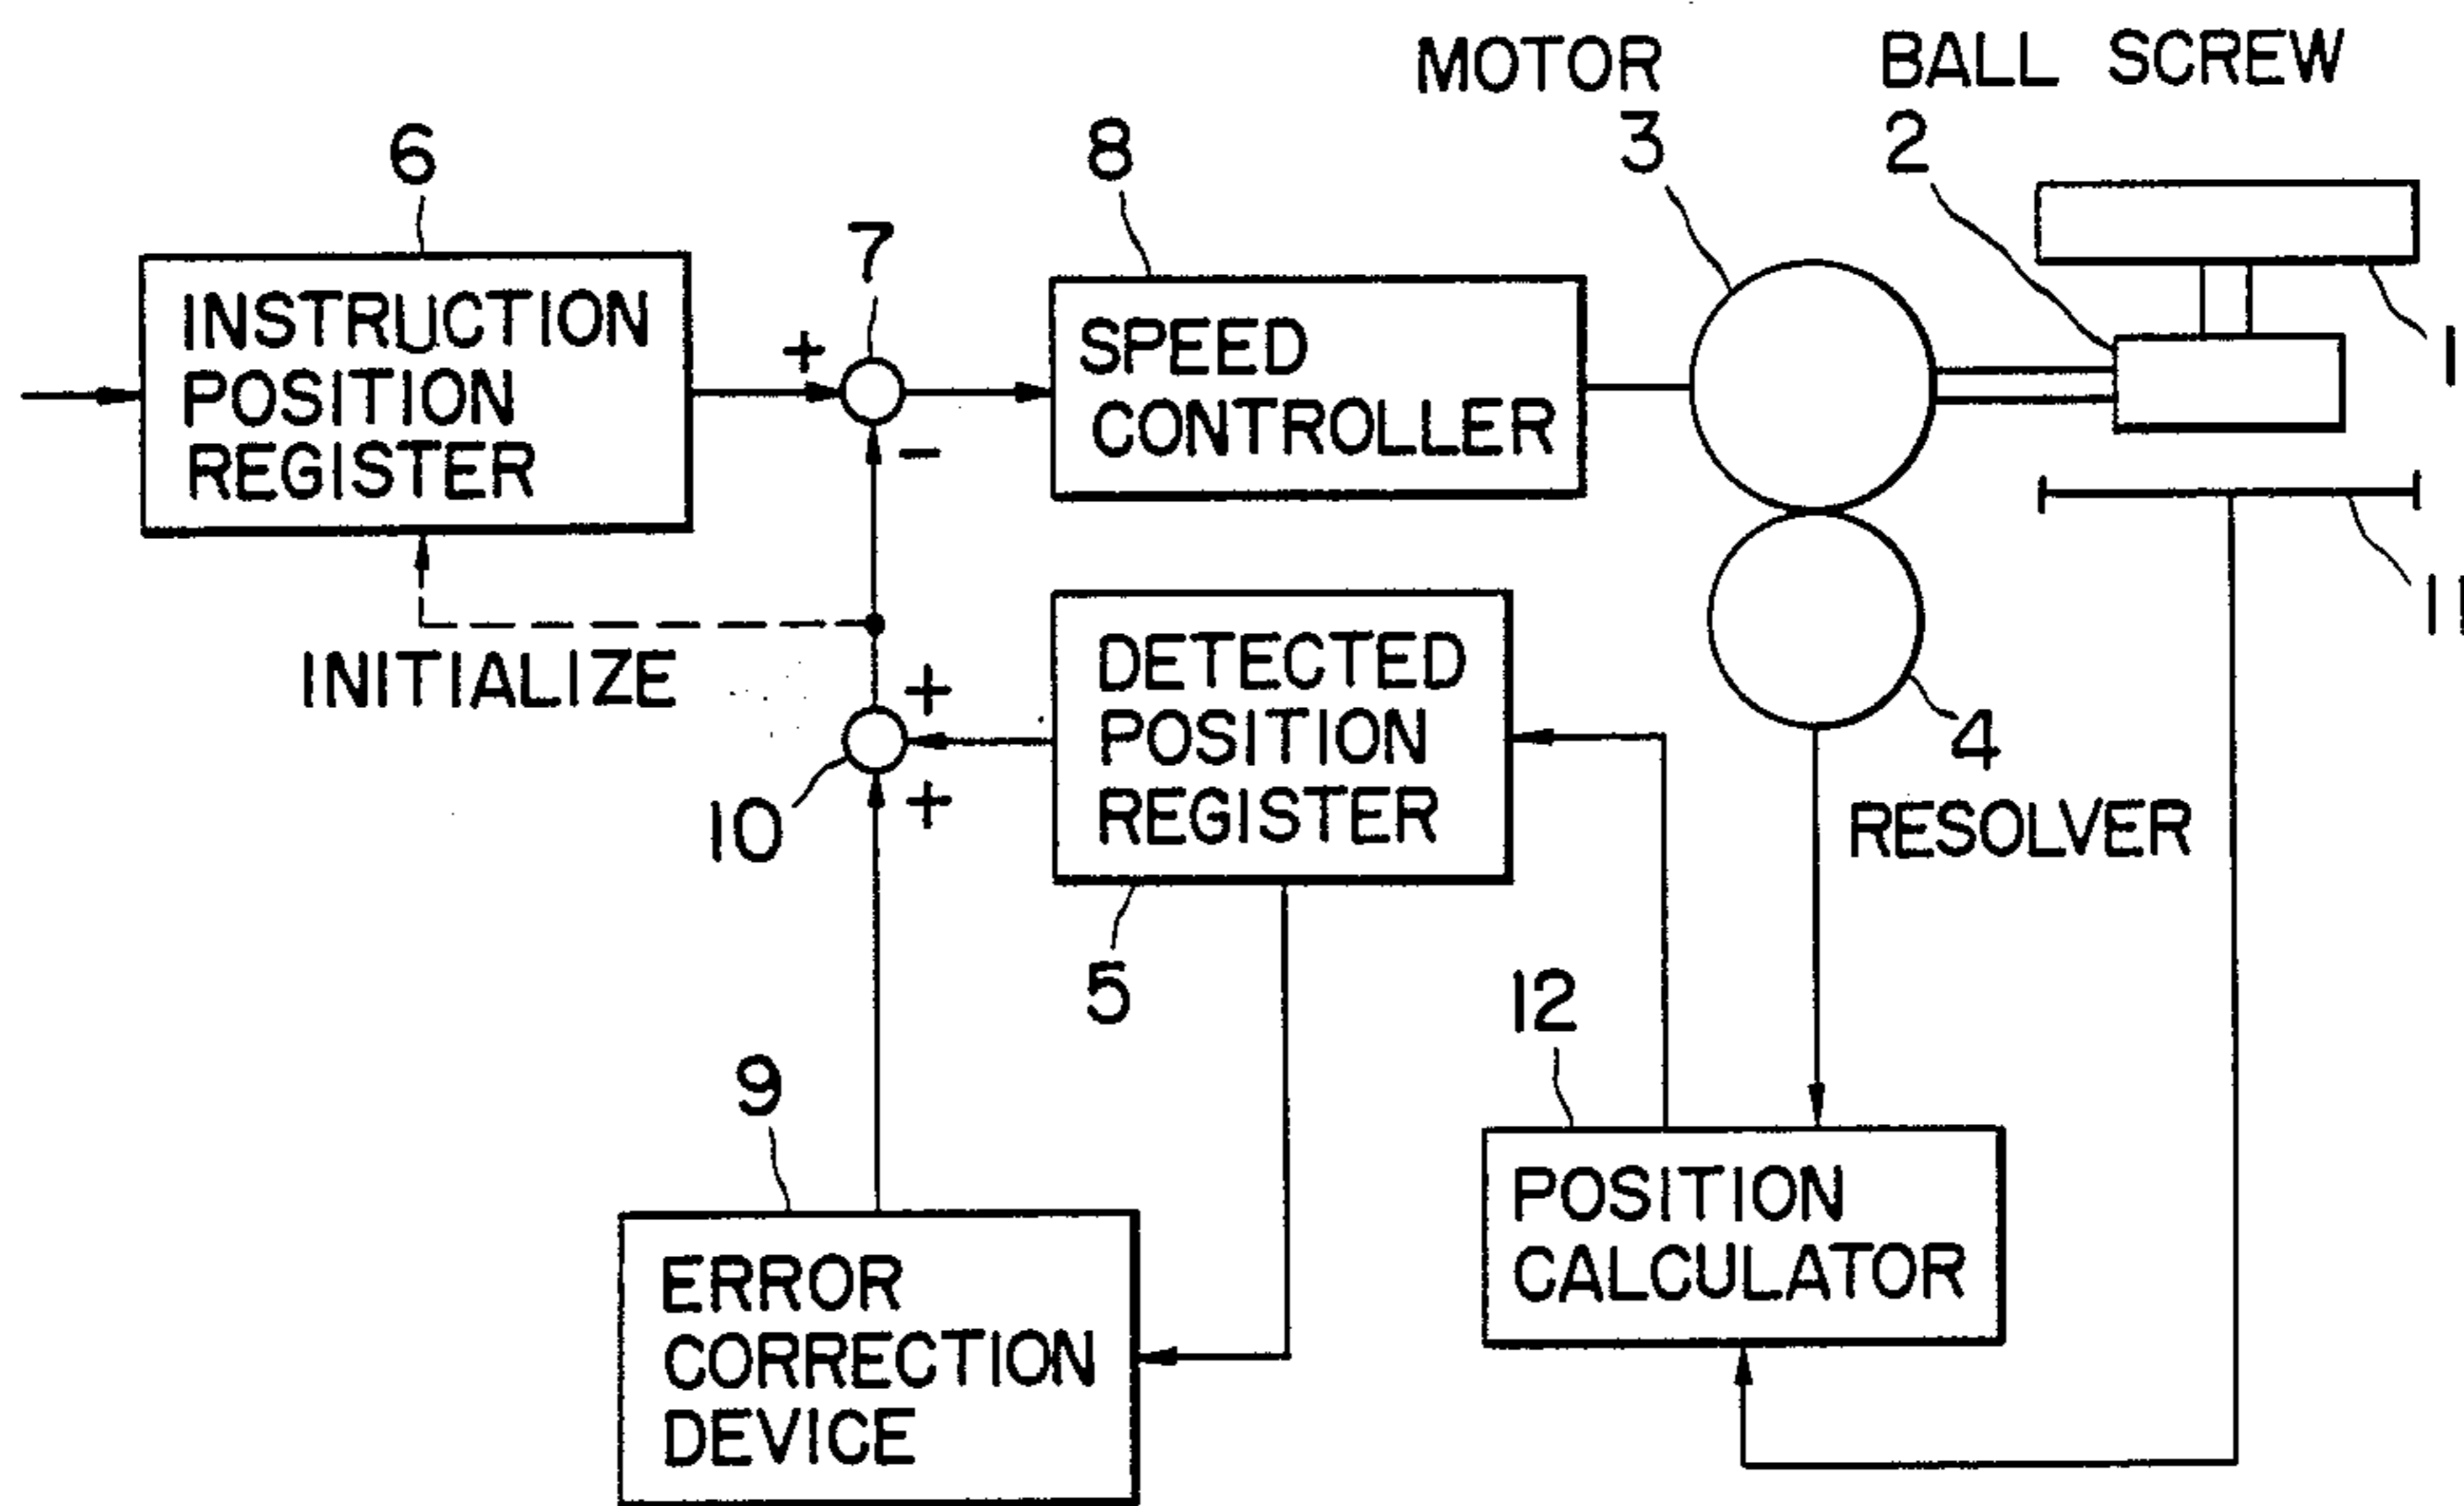 MOTOR
3
BALL SCREW
2
6
7
8
1
INSTRUCTION
POSITION
REGISTER
+
-
SPEED
CONTROLLER
11
INITIALIZE
DETECTED
POSITION
REGISTER
+
+
10
5
4
RESOLVER
12
POSITION
CALCULATOR
9
ERROR
CORRECTION
DEVICE